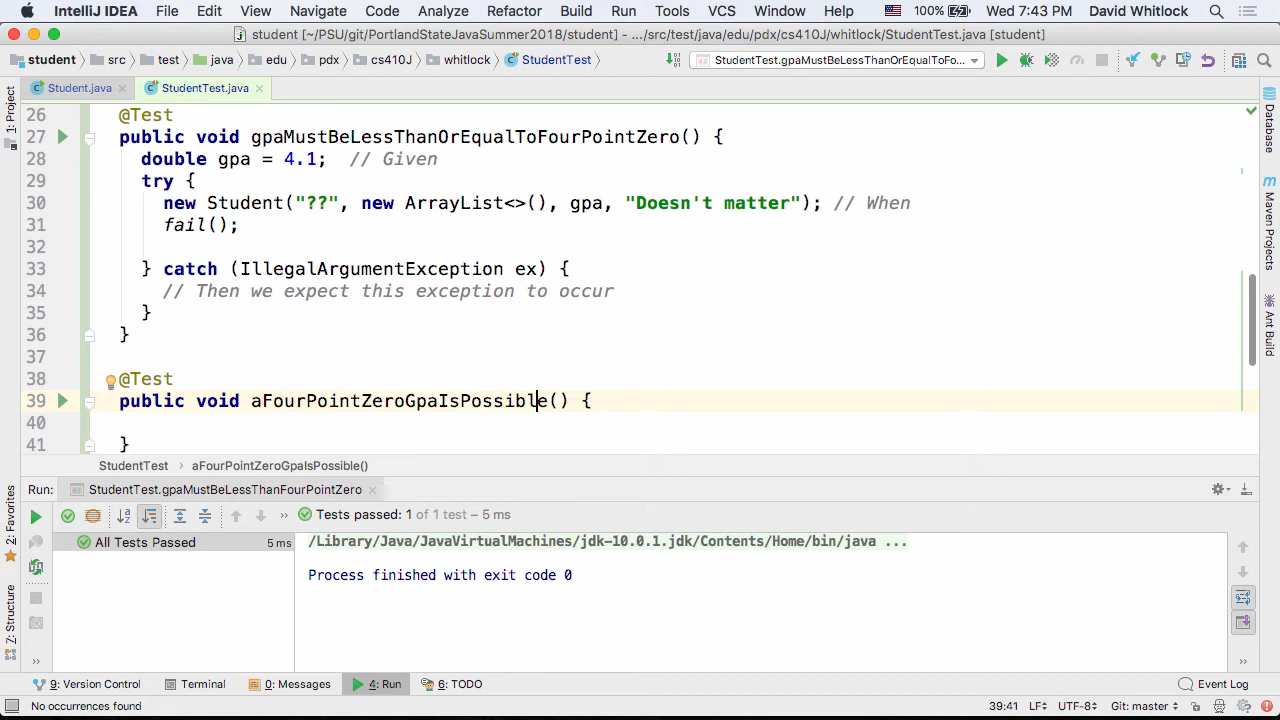 IntelliJ IDEA File Edit View Navigate Code Analyze Refactor Build Run Tools VCS Window Help 100% Wed 7:43 PM David Whitlock
student [~/PSU/git/PortlandStateJavaSummer2018/student] - .../src/test/java/edu/pdx/cs410J/whitlock/StudentTest.java [student]
student src test java edu pdx cs410J whitlock StudentTest StudentTest.gpaMustBeLessThanOrEqualToFo...
Student.java StudentTest.java
1: Project
Database
Maven Projects
Ant Build
2: Favorites
7: Structure
26 @Test
27 public void gpaMustBeLessThanOrEqualToFourPointZero() {
28 double gpa = 4.1; // Given
29 try {
30 new Student("??", new ArrayList<>(), gpa, "Doesn't matter"); // When
31 fail();
32
33 } catch (IllegalArgumentException ex) {
34 // Then we expect this exception to occur
35 }
36 }
37
38 @Test
39 public void aFourPointZeroGpaIsPossible() {
40
41 }
StudentTest › aFourPointZeroGpaIsPossible()
Run: StudentTest.gpaMustBeLessThanFourPointZero
Tests passed: 1 of 1 test – 5 ms
All Tests Passed 5 ms
/Library/Java/JavaVirtualMachines/jdk-10.0.1.jdk/Contents/Home/bin/java ...
Process finished with exit code 0
9: Version Control Terminal 0: Messages 4: Run 6: TODO Event Log
No occurrences found 39:41 LF÷ UTF-8÷ Git: master÷